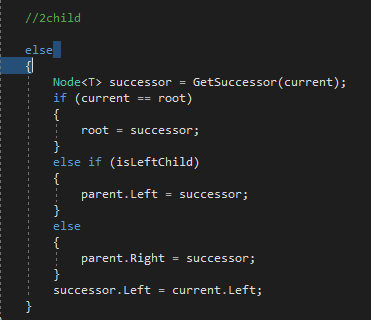 //2child
else
{
Node<T> successor = GetSuccessor(current);
if (current == root)
{
root = successor;
}
else if (isLeftChild)
{
parent.Left = successor;
}
else
{
parent.Right = successor;
}
successor.Left = current.Left;
}